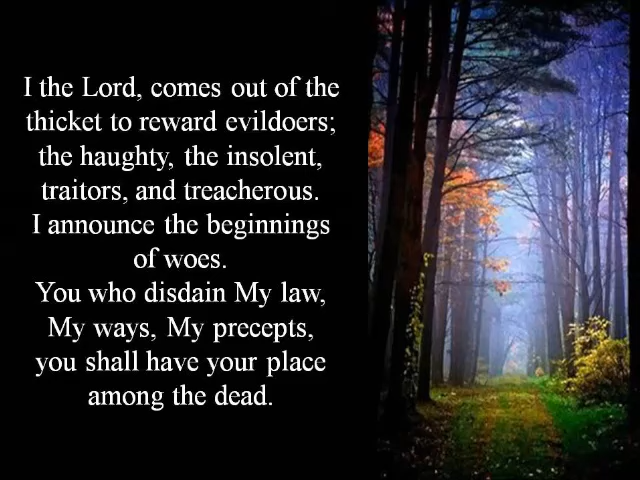 I the Lord, comes out of the
thicket to reward evildoers;
the haughty, the insolent,
traitors, and treacherous.
I announce the beginnings
of woes.
You who disdain My law,
My ways, My precepts,
you shall have your place
among the dead.